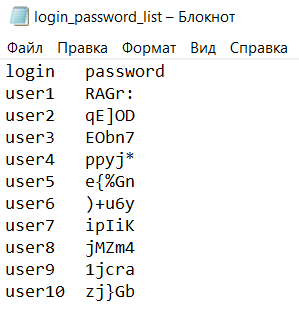 login_password_list – Блокнот
Файл Правка Формат Вид Справка
login password
user1 RAGr:
user2 qE]OD
user3 EObn7
user4 ppyj*
user5 e{%Gn
user6 )+u6y
user7 ipIiK
user8 jMZm4
user9 1jcra
user10 zj}Gb